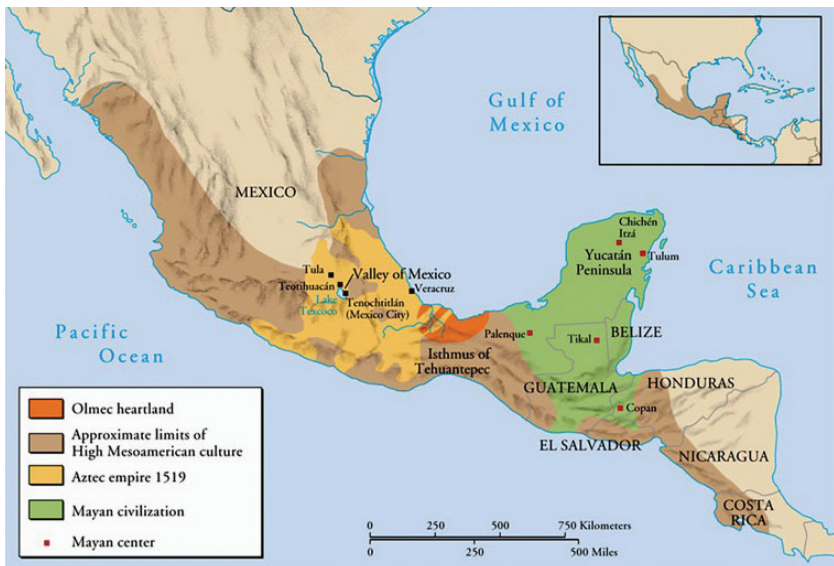 Gulf of
Mexico
MEXICO
Chichén
Itzá
Yucatán
Peninsula
Tulum
Caribbean
Sea
Tula
Valley of Mexico
Teotihuacán
Lake
Texcoco
Tenochtitlán
(Mexico City)
Veracruz
Pacific
Ocean
Palenque
Tikal
BELIZE
Isthmus of
Tehuantepec
GUATEMALA
HONDURAS
Copan
EL SALVADOR
NICARAGUA
COSTA
RICA
Olmec heartland
Approximate limits of
High Mesoamerican culture
Aztec empire 1519
Mayan civilization
Mayan center
0 250 500 750 Kilometers
0 250 500 Miles